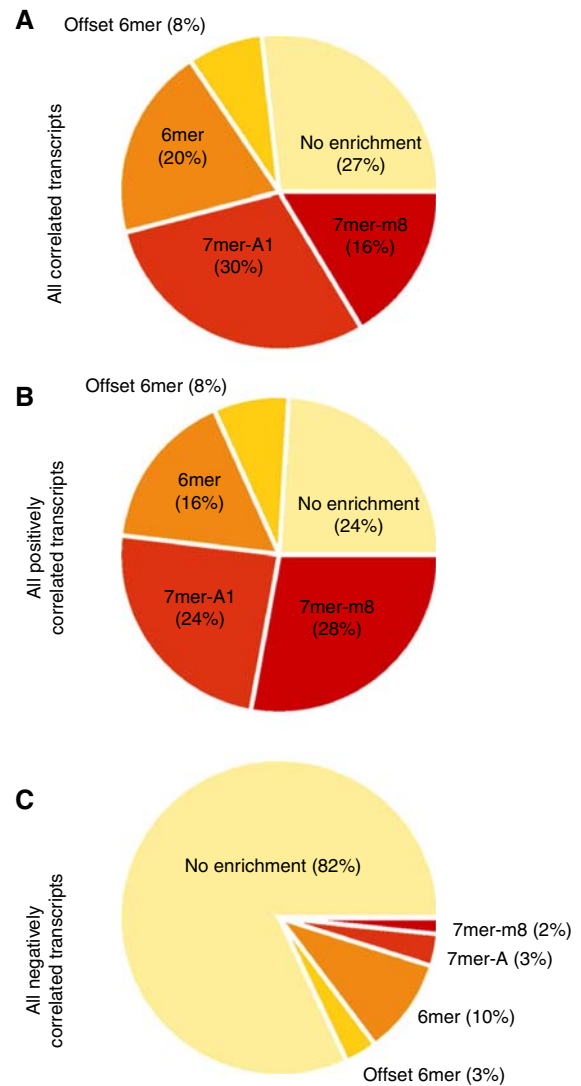 A
Offset 6mer (8%)
All correlated transcripts
6mer
(20%)
No enrichment
(27%)
7mer-A1
(30%)
7mer-m8
(16%)
B
Offset 6mer (8%)
All positively
correlated transcripts
6mer
(16%)
No enrichment
(24%)
7mer-A1
(24%)
7mer-m8
(28%)
C
All negatively
correlated transcripts
No enrichment (82%)
7mer-m8 (2%)
7mer-A (3%)
6mer (10%)
Offset 6mer (3%)